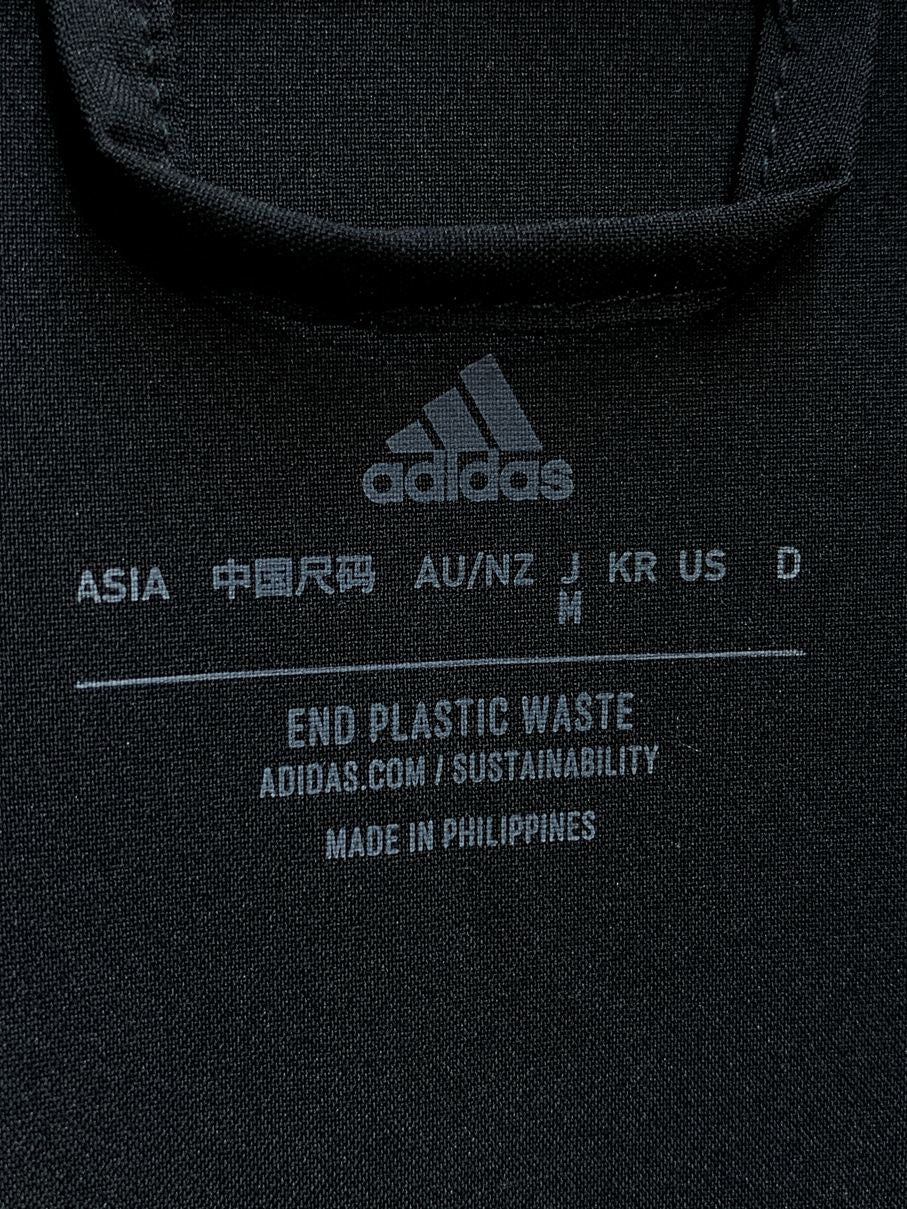 adidas
ASIA 中国尺码 AU/NZ J KR US D
M
END PLASTIC WASTE
ADIDAS.COM / SUSTAINABILITY
MADE IN PHILIPPINES